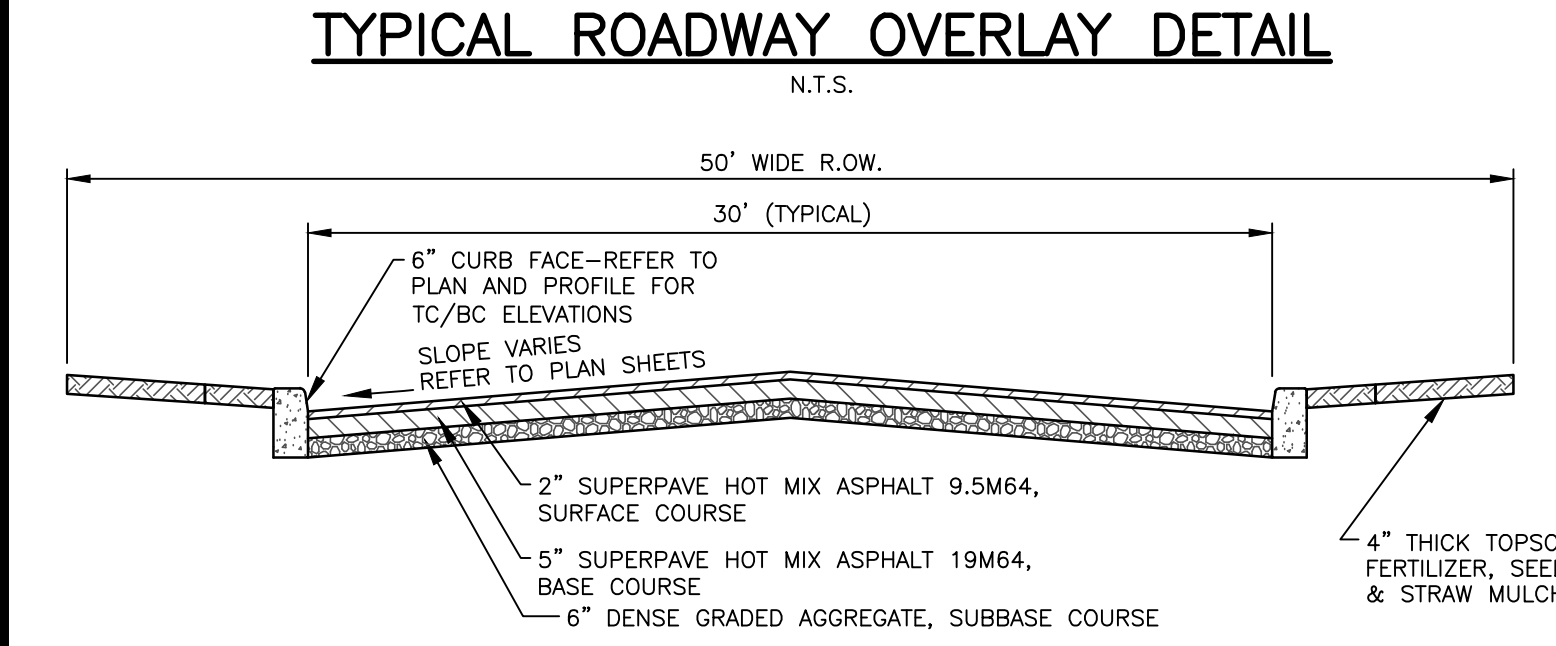 TYPICAL ROADWAY OVERLAY DETAIL
N.T.S.
50' WIDE R.OW.
30' (TYPICAL)
6" CURB FACE-REFER TO
PLAN AND PROFILE FOR
TC/BC ELEVATIONS
SLOPE VARIES
REFER TO PLAN SHEETS
2" SUPERPAVE HOT MIX ASPHALT 9.5M64,
SURFACE COURSE
5" SUPERPAVE HOT MIX ASPHALT 19M64,
BASE COURSE
6" DENSE GRADED AGGREGATE, SUBBASE COURSE
4" THICK
FERTILIZER,
& STRAW